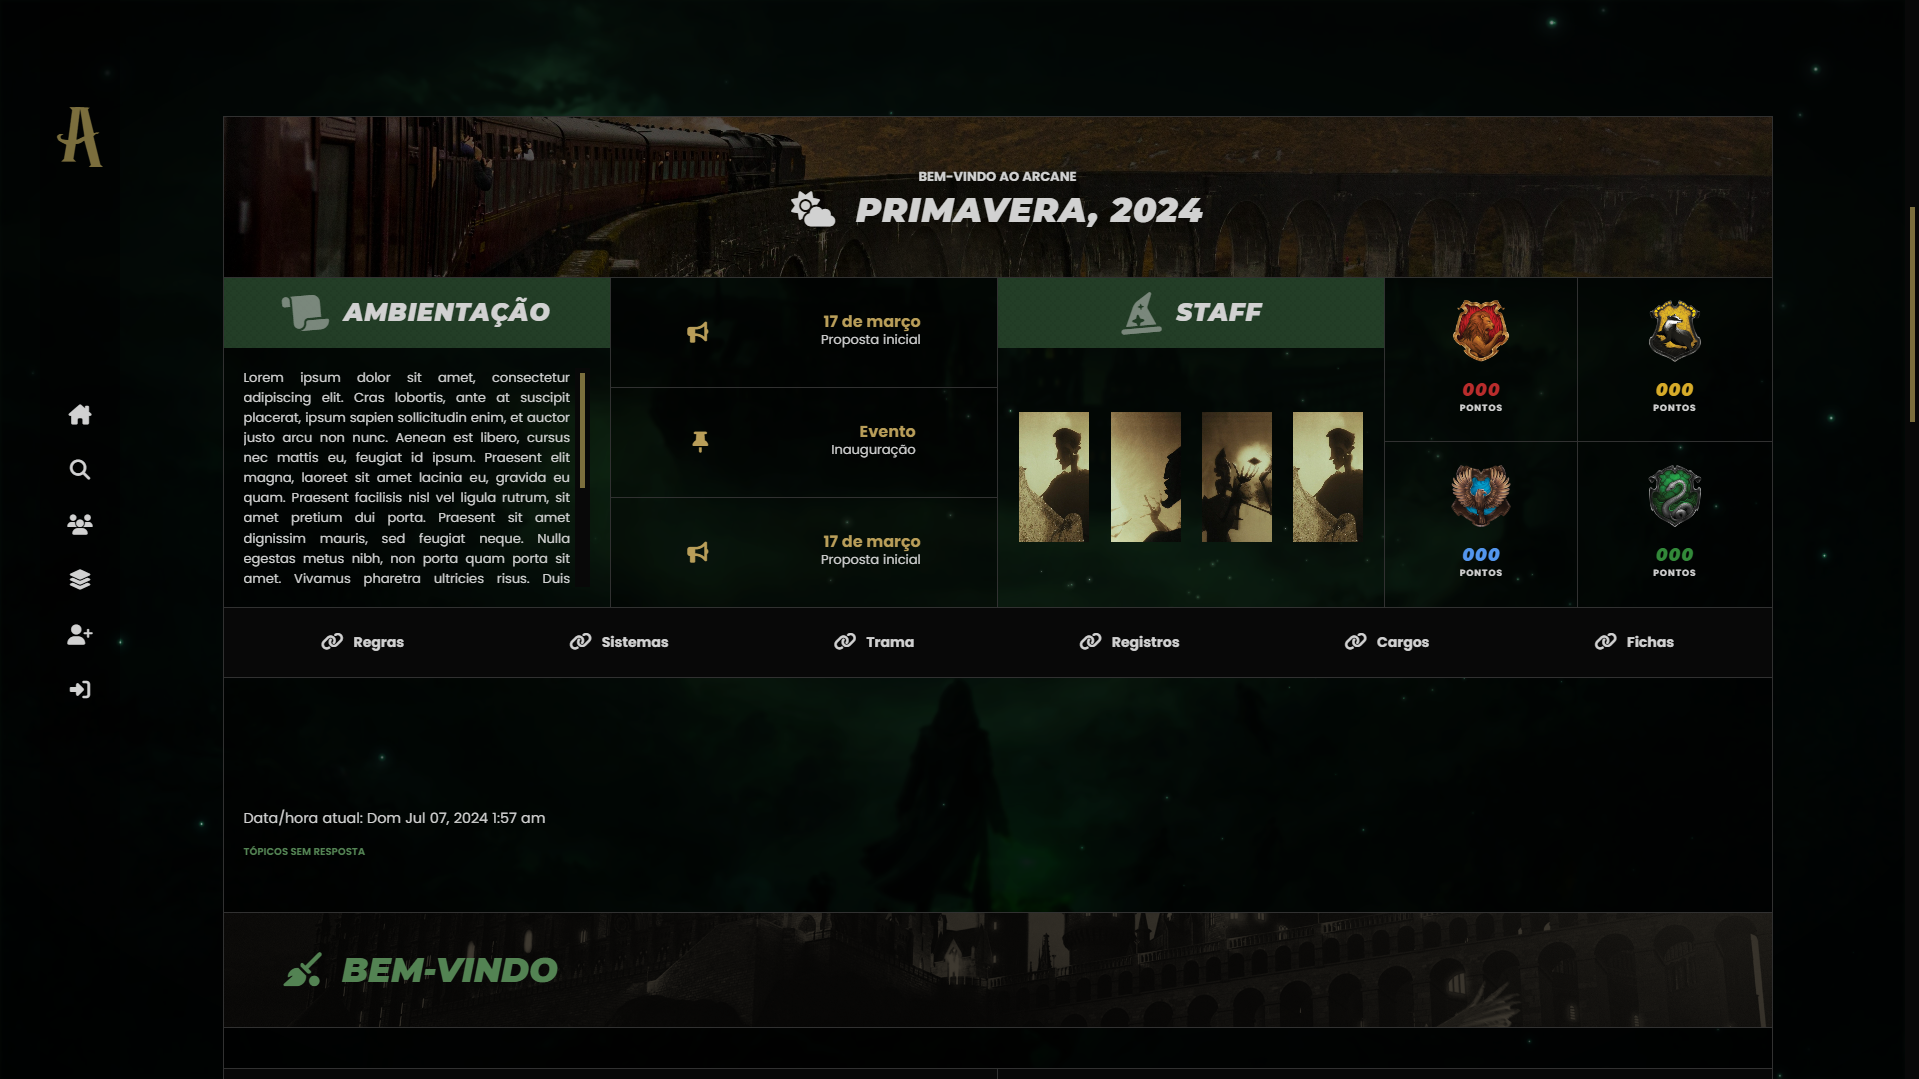 A
BEM-VINDO AO ARCANE
PRIMAVERA, 2024
AMBIENTAÇÃO
Lorem ipsum dolor sit amet, consectetur
adipiscing elit. Cras lobortis, ante at suscipit
placerat, ipsum sapien sollicitudin enim, et auctor
justo arcu non nunc. Aenean est libero, cursus
nec mattis eu, feugiat id ipsum. Praesent elit
magna, laoreet sit amet lacinia eu, gravida eu
quam. Praesent facilisis nisl vel ligula rutrum, sit
amet pretium dui porta. Praesent sit amet
dignissim mauris, sed feugiat neque. Nulla
egestas metus nibh, non porta quam porta sit
amet. Vivamus pharetra ultricies risus. Duis
17 de março
Proposta inicial
Evento
Inauguração
17 de março
Proposta inicial
STAFF
000
PONTOS
000
PONTOS
000
PONTOS
000
PONTOS
Regras
Sistemas
Trama
Registros
Cargos
Fichas
Data/hora atual: Dom Jul 07, 2024 1:57 am
TÓPICOS SEM RESPOSTA
BEM-VINDO